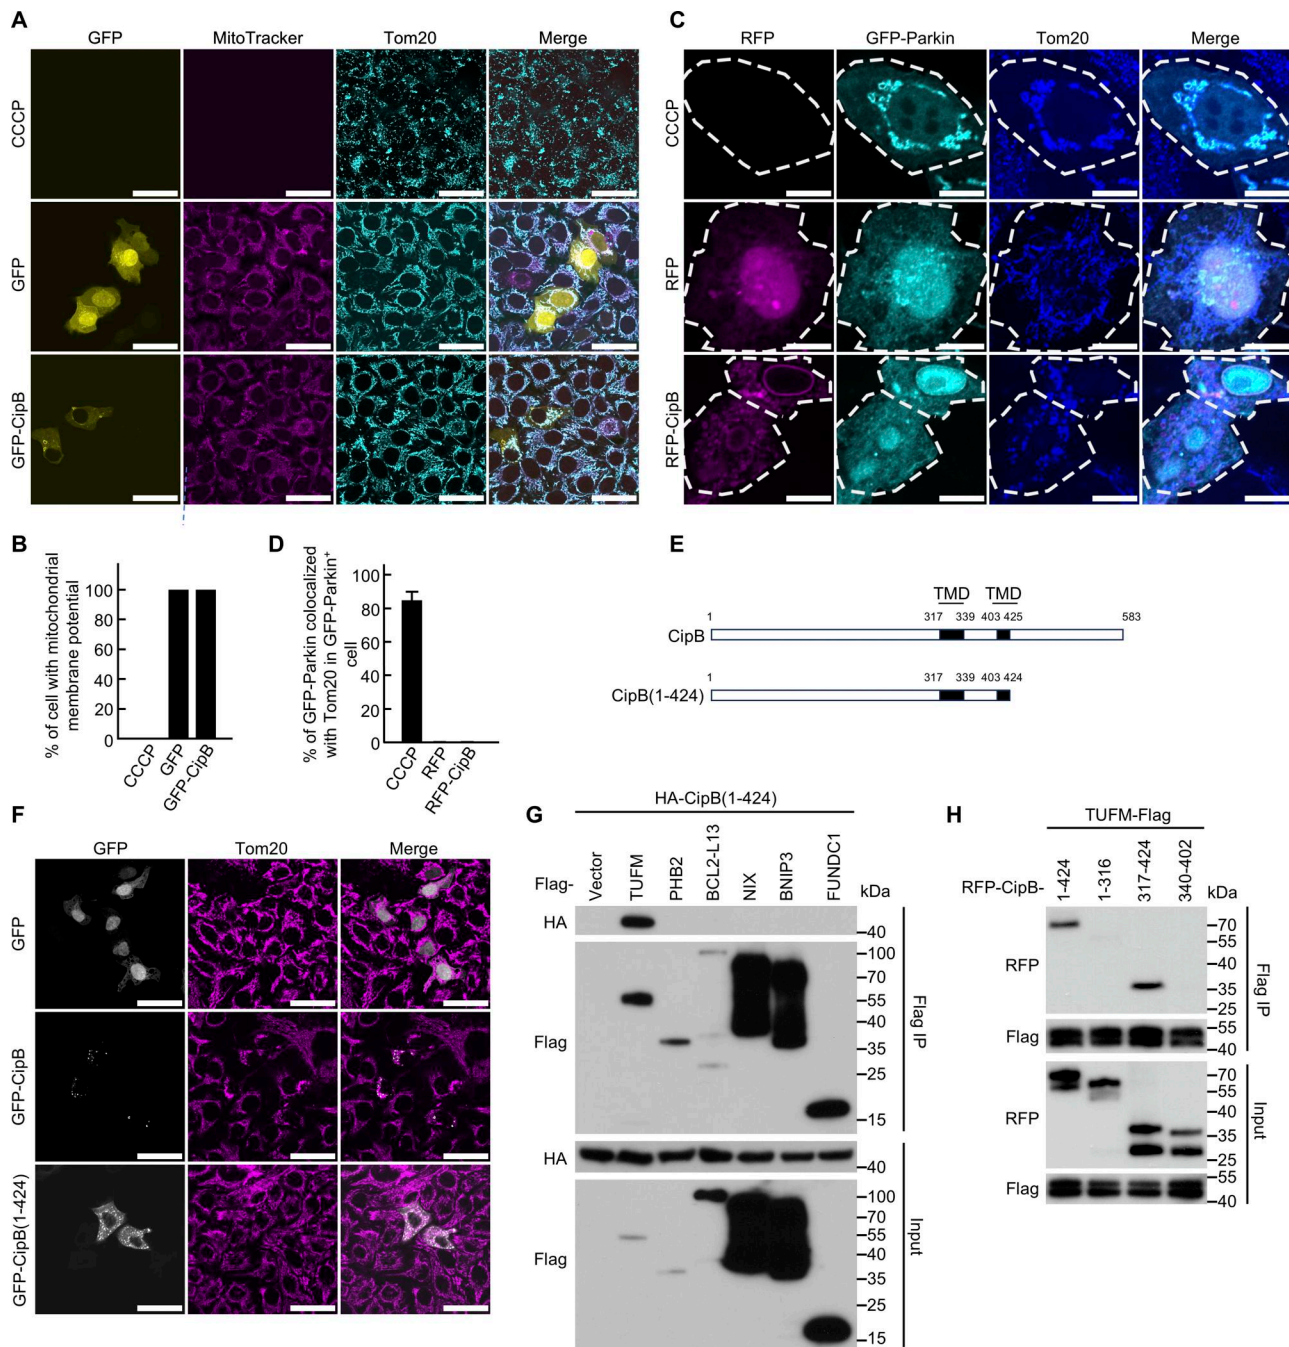 A
GFP MitoTracker Tom20 Merge
CCCP
GFP
GFP-CipB
C
RFP GFP-Parkin Tom20 Merge
CCCP
RFP
RFP-CipB
B
% of cell with mitochondrial
membrane potential
100
80
60
40
20
0
CCCP
GFP
GFP-CipB
D
% of GFP-Parkin colocalized
with Tom20 in GFP-Parkin+
cell
100
80
60
40
20
0
CCCP
RFP
RFP-CipB
E
TMD TMD
1 317 339 403 425 583
CipB
1 317 339 403 424
CipB(1-424)
F
GFP Tom20 Merge
GFP
GFP-CipB
GFP-CipB(1-424)
G
HA-CipB(1-424)
Flag- Vector TUFM PHB2 BCL2-L13 NIX BNIP3 FUNDC1
kDa
HA
40
Flag
100
70
55
40
35
25
15
Flag IP
HA
40
Flag
100
70
55
40
35
25
15
Input
H
TUFM-Flag
RFP-CipB- 1-424 1-316 317-424 340-402
kDa
RFP
70
55
40
35
25
Flag
55
40
Flag IP
RFP
70
55
40
35
25
Flag
55
40
Input